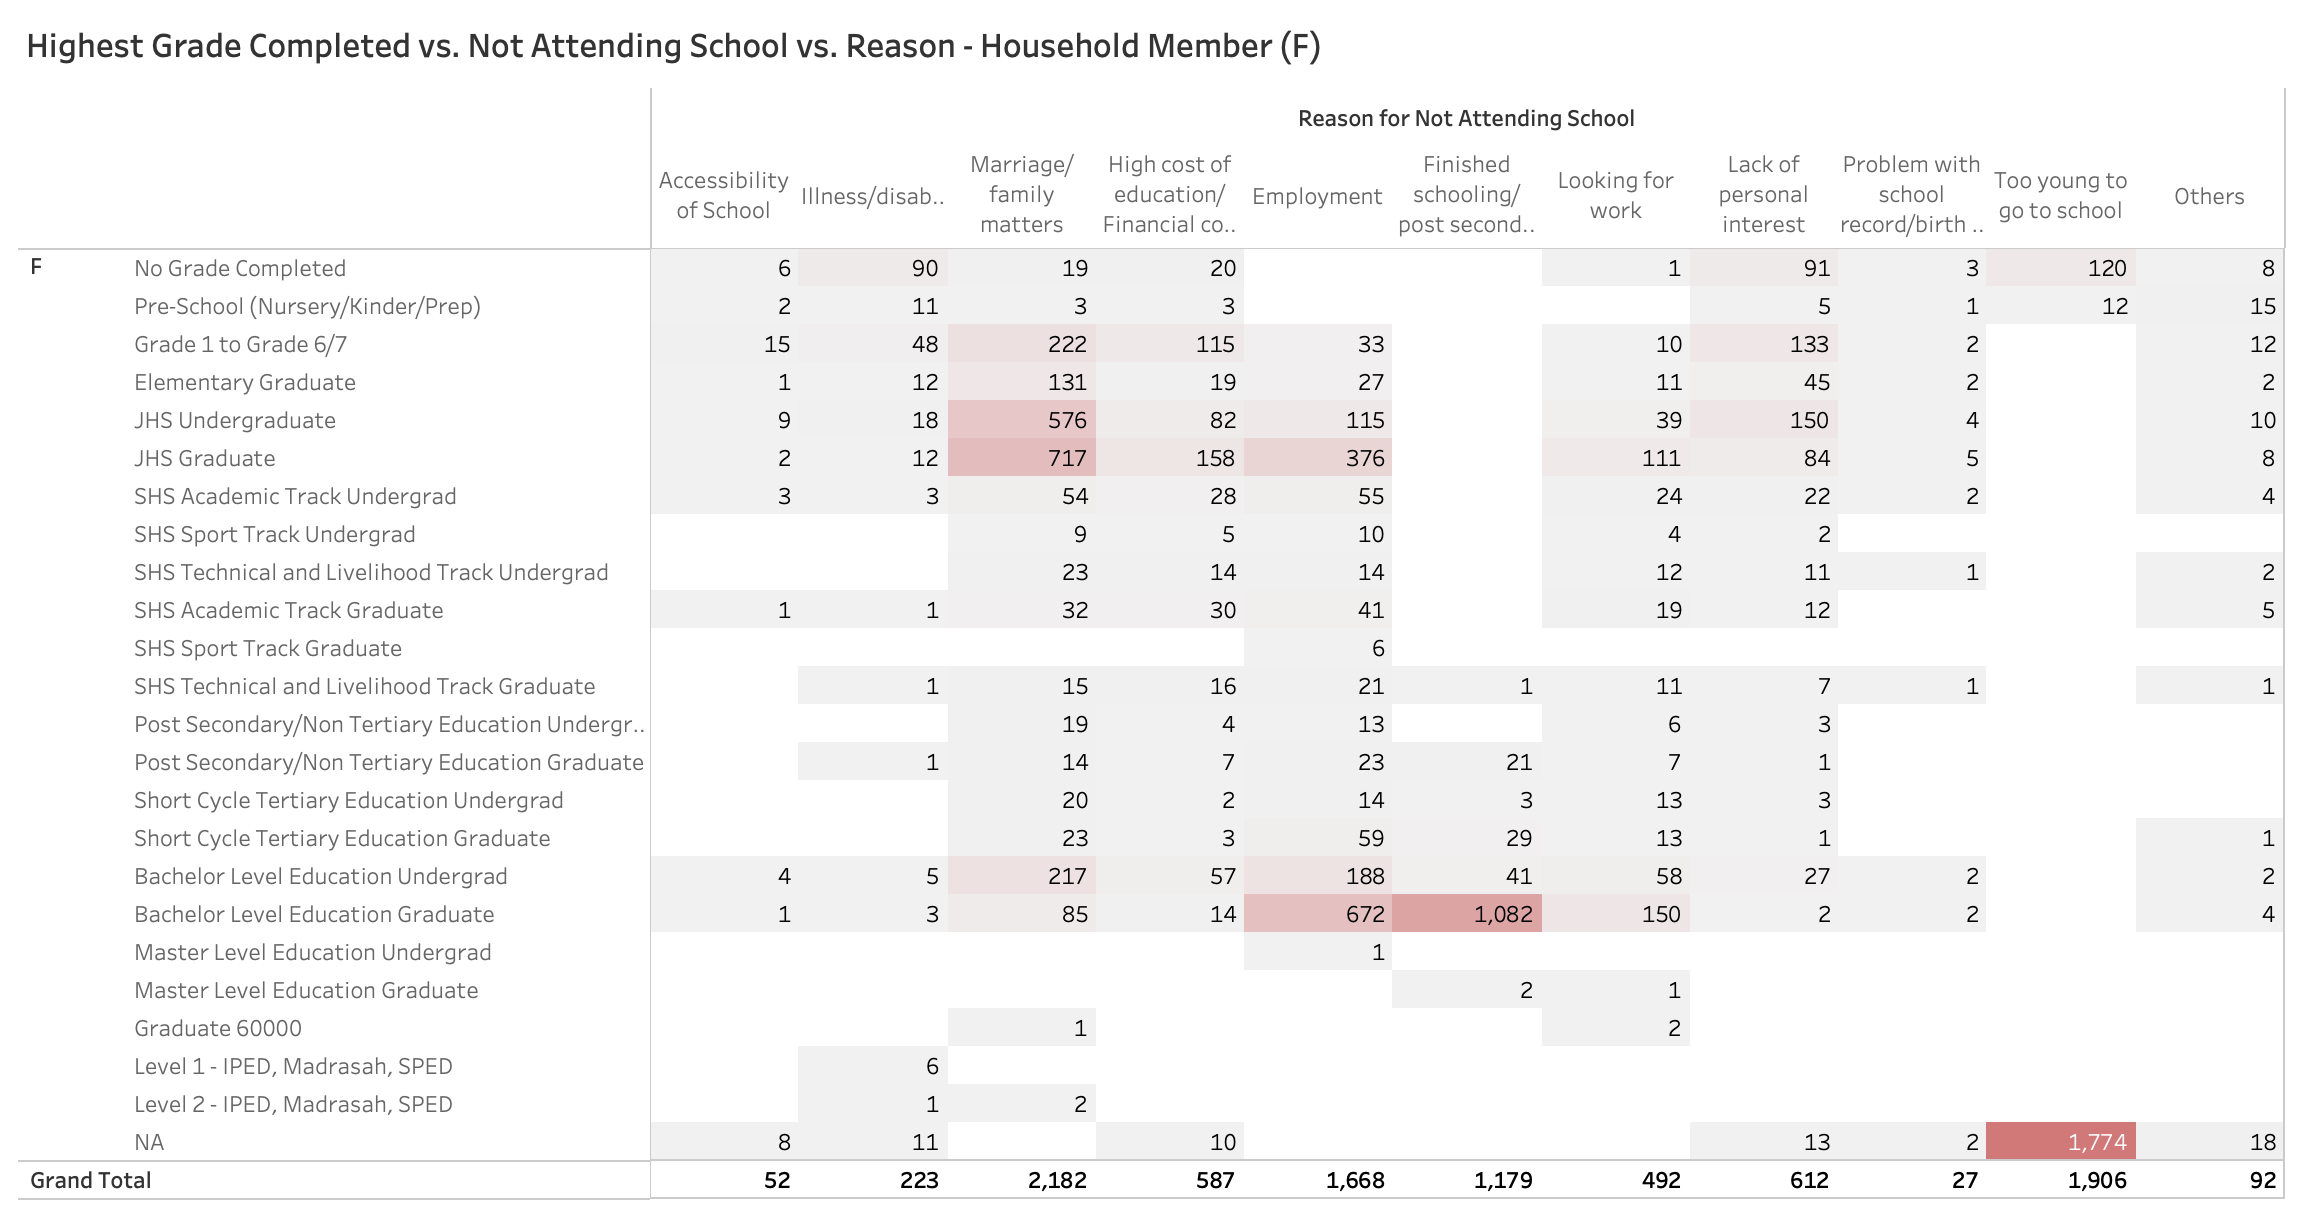 Highest Grade Completed vs. Not Attending School vs. Reason - Household Member (F)
Reason for Not Attending School
Accessibility of School Illness/disab.. Marriage/ family matters High cost of education/ Financial co.. Employment Finished schooling/ post second.. Looking for work Lack of personal interest Problem with school record/birth .. Too young to go to school Others
F No Grade Completed 6 90 19 20 1 91 3 120 8
Pre-School (Nursery/Kinder/Prep) 2 11 3 3 5 1 12 15
Grade 1 to Grade 6/7 15 48 222 115 33 10 133 2 12
Elementary Graduate 1 12 131 19 27 11 45 2 2
JHS Undergraduate 9 18 576 82 115 39 150 4 10
JHS Graduate 2 12 717 158 376 111 84 5 8
SHS Academic Track Undergrad 3 3 54 28 55 24 22 2 4
SHS Sport Track Undergrad 9 5 10 4 2
SHS Technical and Livelihood Track Undergrad 23 14 14 12 11 1 2
SHS Academic Track Graduate 1 1 32 30 41 19 12 5
SHS Sport Track Graduate 6
SHS Technical and Livelihood Track Graduate 1 15 16 21 1 11 7 1 1
Post Secondary/Non Tertiary Education Undergr.. 19 4 13 6 3
Post Secondary/Non Tertiary Education Graduate 1 14 7 23 21 7 1
Short Cycle Tertiary Education Undergrad 20 2 14 3 13 3
Short Cycle Tertiary Education Graduate 23 3 59 29 13 1 1
Bachelor Level Education Undergrad 4 5 217 57 188 41 58 27 2 2
Bachelor Level Education Graduate 1 3 85 14 672 1,082 150 2 2 4
Master Level Education Undergrad 1
Master Level Education Graduate 2 1
Graduate 60000 1 2
Level 1 - IPED, Madrasah, SPED 6
Level 2 - IPED, Madrasah, SPED 1 2
NA 8 11 10 13 2 1,774 18
Grand Total 52 223 2,182 587 1,668 1,179 492 612 27 1,906 92